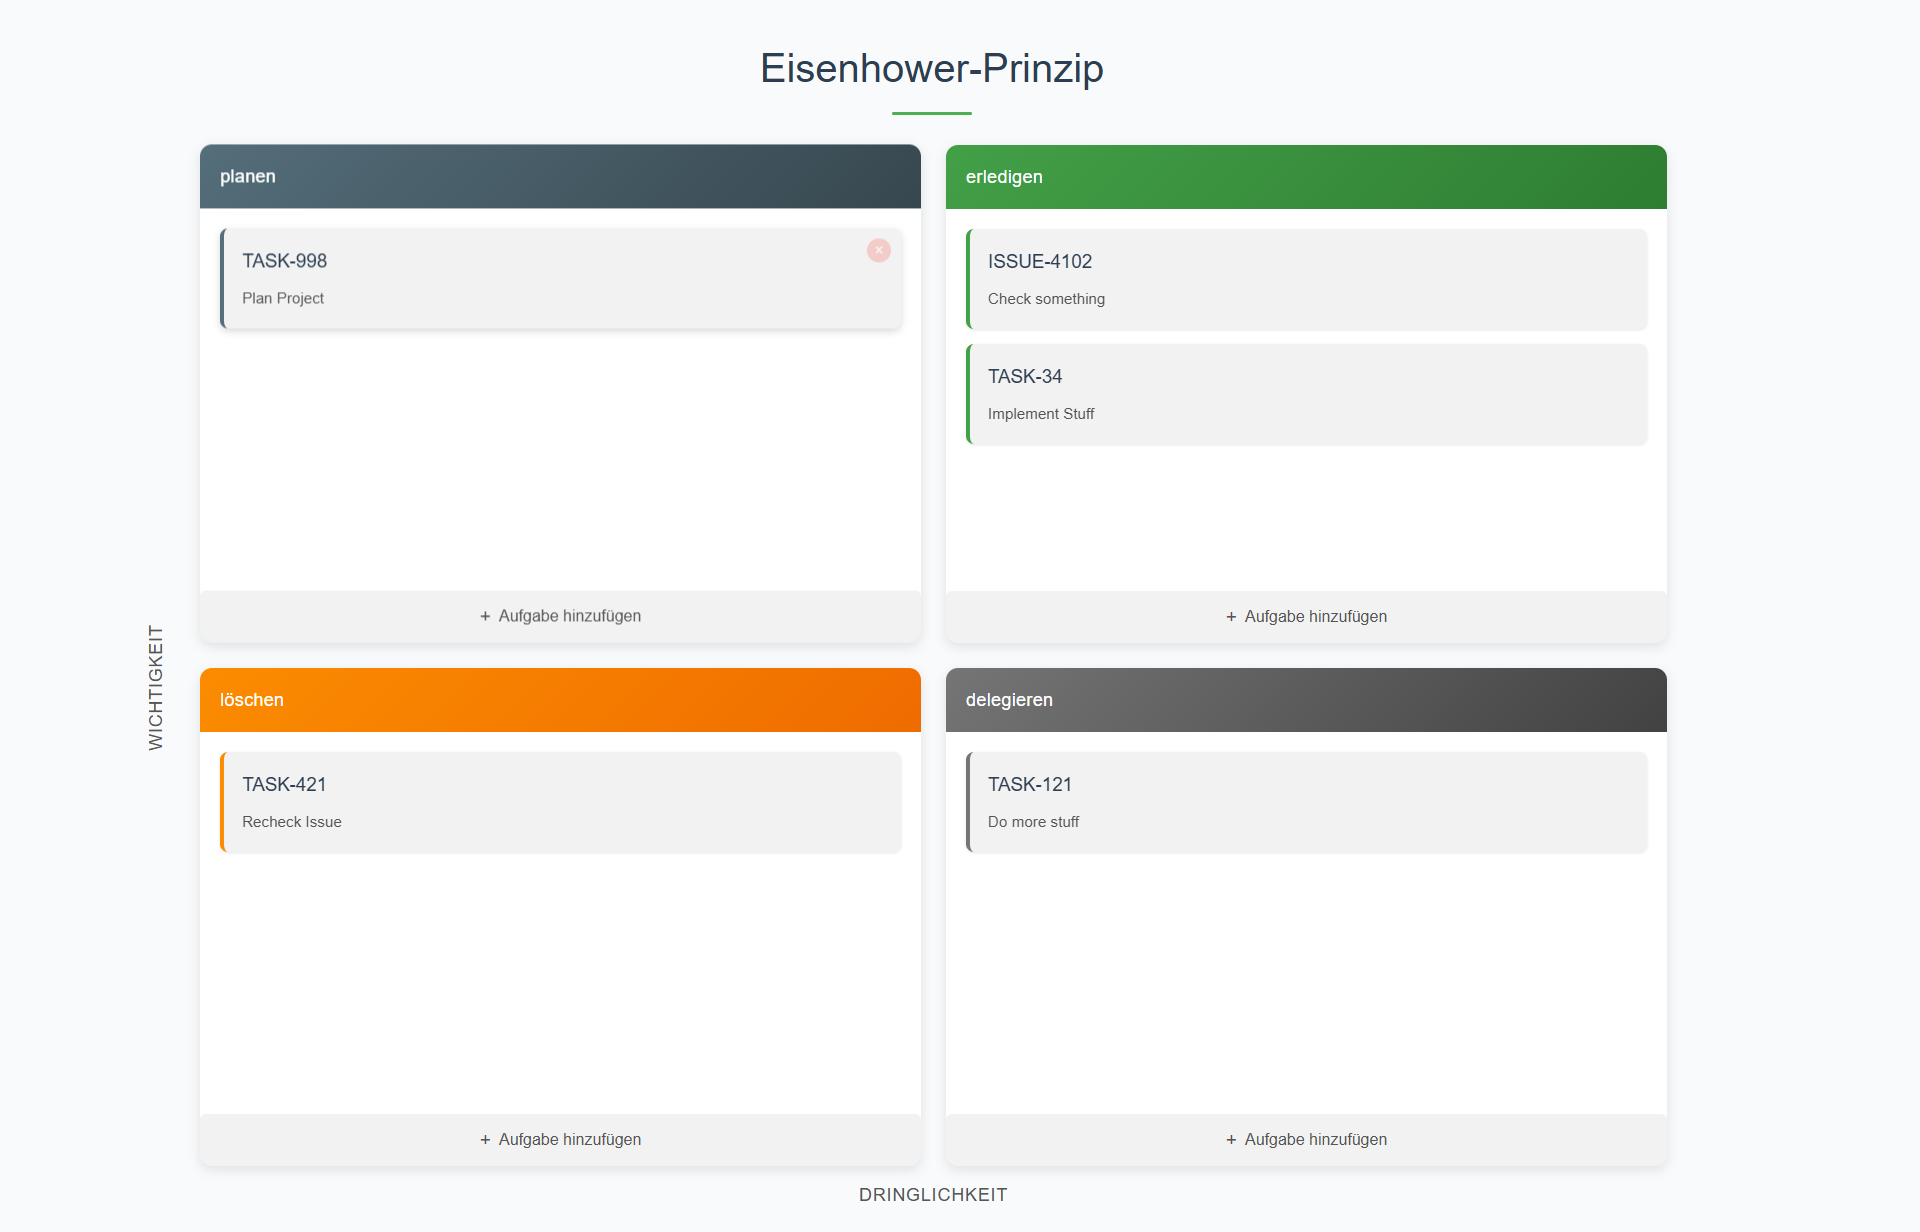 Eisenhower-Prinzip
planen
TASK-998
×
Plan Project
+ Aufgabe hinzufügen
erledigen
ISSUE-4102
Check something
TASK-34
Implement Stuff
+ Aufgabe hinzufügen
WICHTIGKEIT
löschen
TASK-421
Recheck Issue
+ Aufgabe hinzufügen
delegieren
TASK-121
Do more stuff
+ Aufgabe hinzufügen
DRINGLICHKEIT